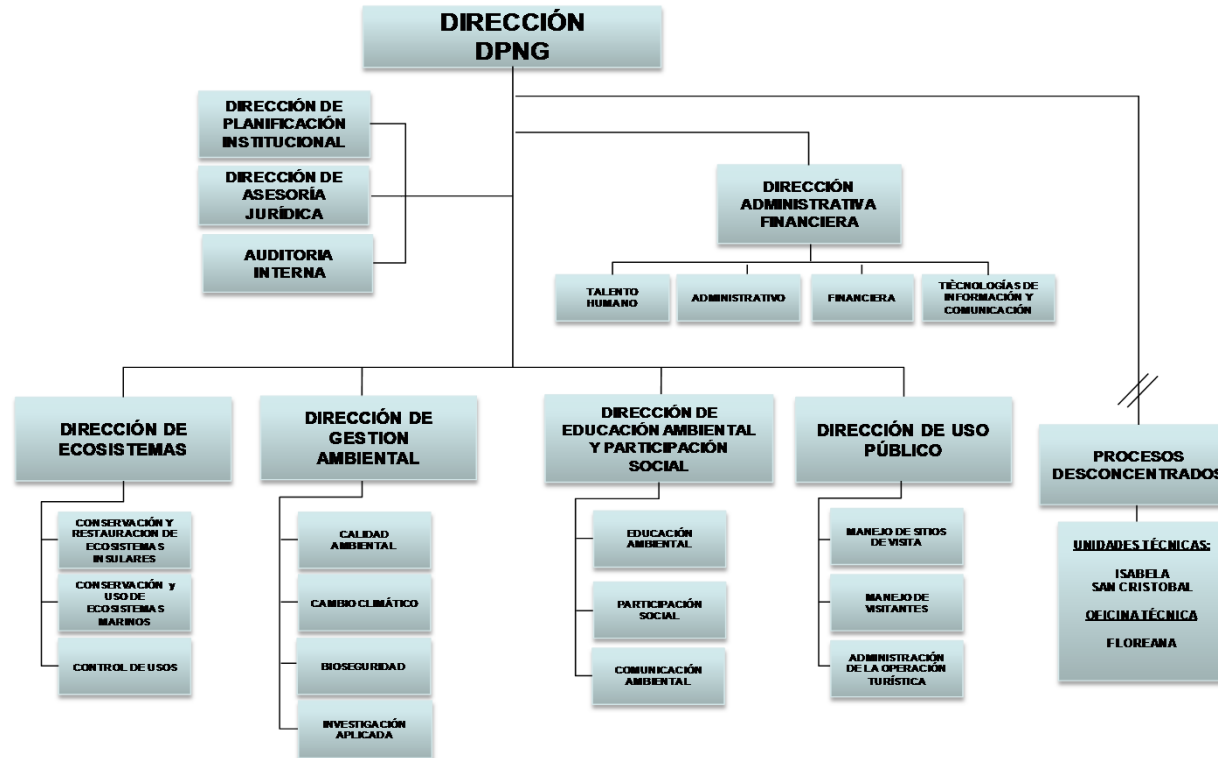 DIRECCIÓN
DPNG
DIRECCIÓN DE
PLANIFICACIÓN
INSTITUCIONAL
DIRECCIÓN DE
ASESORÍA
JURÍDICA
AUDITORIA
INTERNA
DIRECCIÓN
ADMINISTRATIVA
FINANCIERA
TALENTO
HUMANO
ADMINISTRATIVO
FINANCIERA
TIÈCNOLOGÍAS DE
INFORMACIÓN Y
COMUNICACIÓN
DIRECCIÓN DE
ECOSISTEMAS
CONSERVACIÓN Y
RESTAURACION DE
ECOSISTEMAS
INSULARES
CONSERVACIÓN y
USO DE
ECOSISTEMAS
MARINOS
CONTROL DE USOS
DIRECCIÓN DE
GESTION
AMBIENTAL
CALIDAD
AMBIENTAL
CAMBIO CLIMÁTICO
BIOSEGURIDAD
INVESTIGACIÓN
APLICADA
DIRECCIÓN DE
EDUCACIÓN AMBIENTAL
Y PARTICIPACIÓN
SOCIAL
EDUCACIÓN
AMBIENTAL
PARTICIPACIÓN
SOCIAL
COMUNICACIÓN
AMBIENTAL
DIRECCIÓN DE USO
PÚBLICO
MANEJO DE SITIOS
DE VISITA
MANEJO DE
VISITANTES
ADMINISTRACIÓN
DE LA OPERACIÓN
TURÍSTICA
PROCESOS
DESCONCENTRADOS
UNIDADES TÉCNICAS:
ISABELA
SAN CRISTOBAL
OFICINA TÉCNICA
FLOREANA